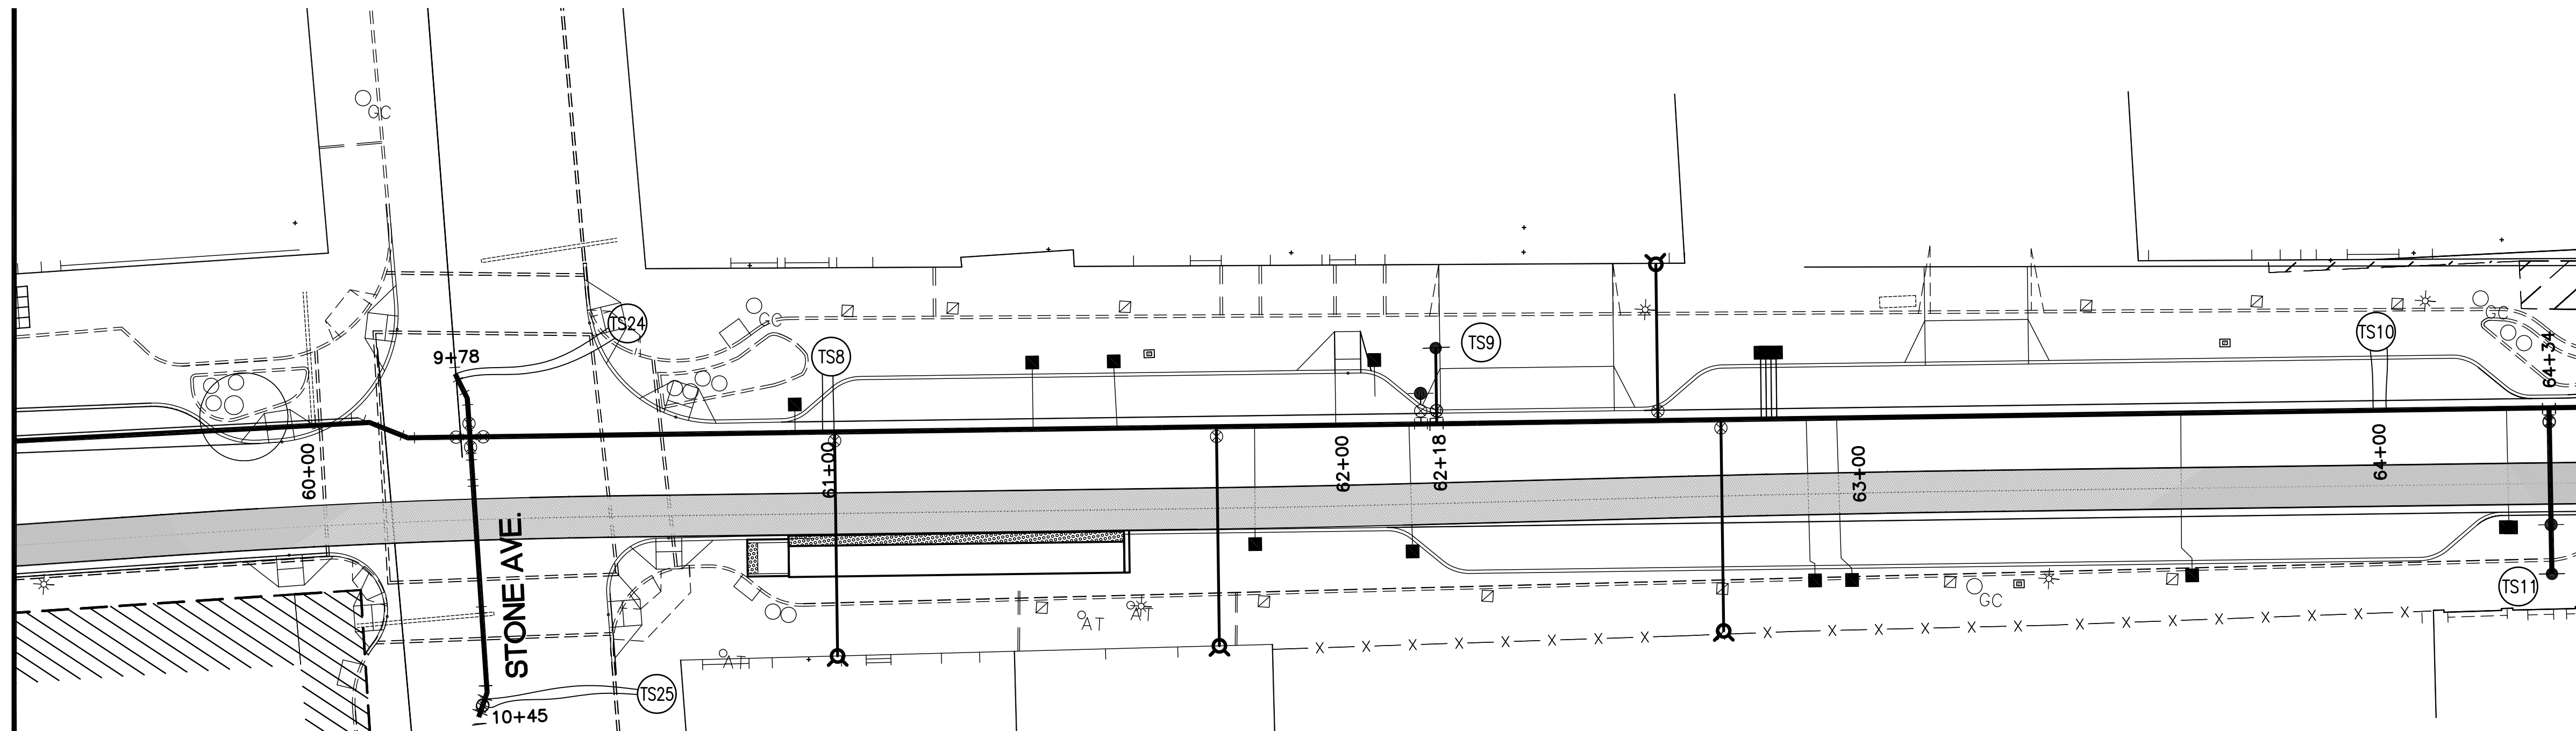 GC
TS24
9+78
GC
TS8
TS9
TS10
GC
64+34
60+00
61+00
62+00
62+18
63+00
64+00
STONE AVE.
TS11
GC
AT
AT
AT
TS25
10+45